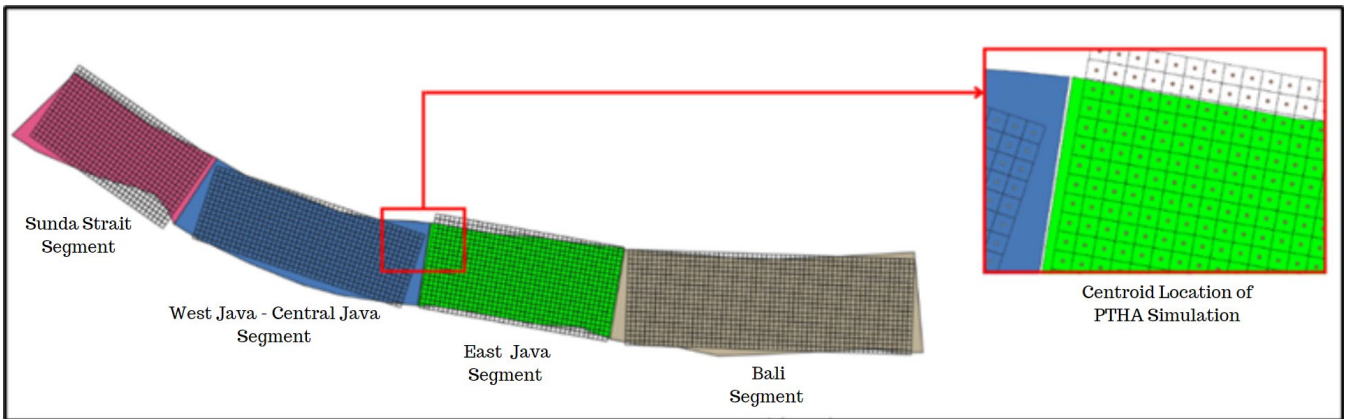 Sunda Strait
Segment
West Java - Central Java
Segment
East Java
Segment
Bali
Segment
Centroid Location of
PTHA Simulation